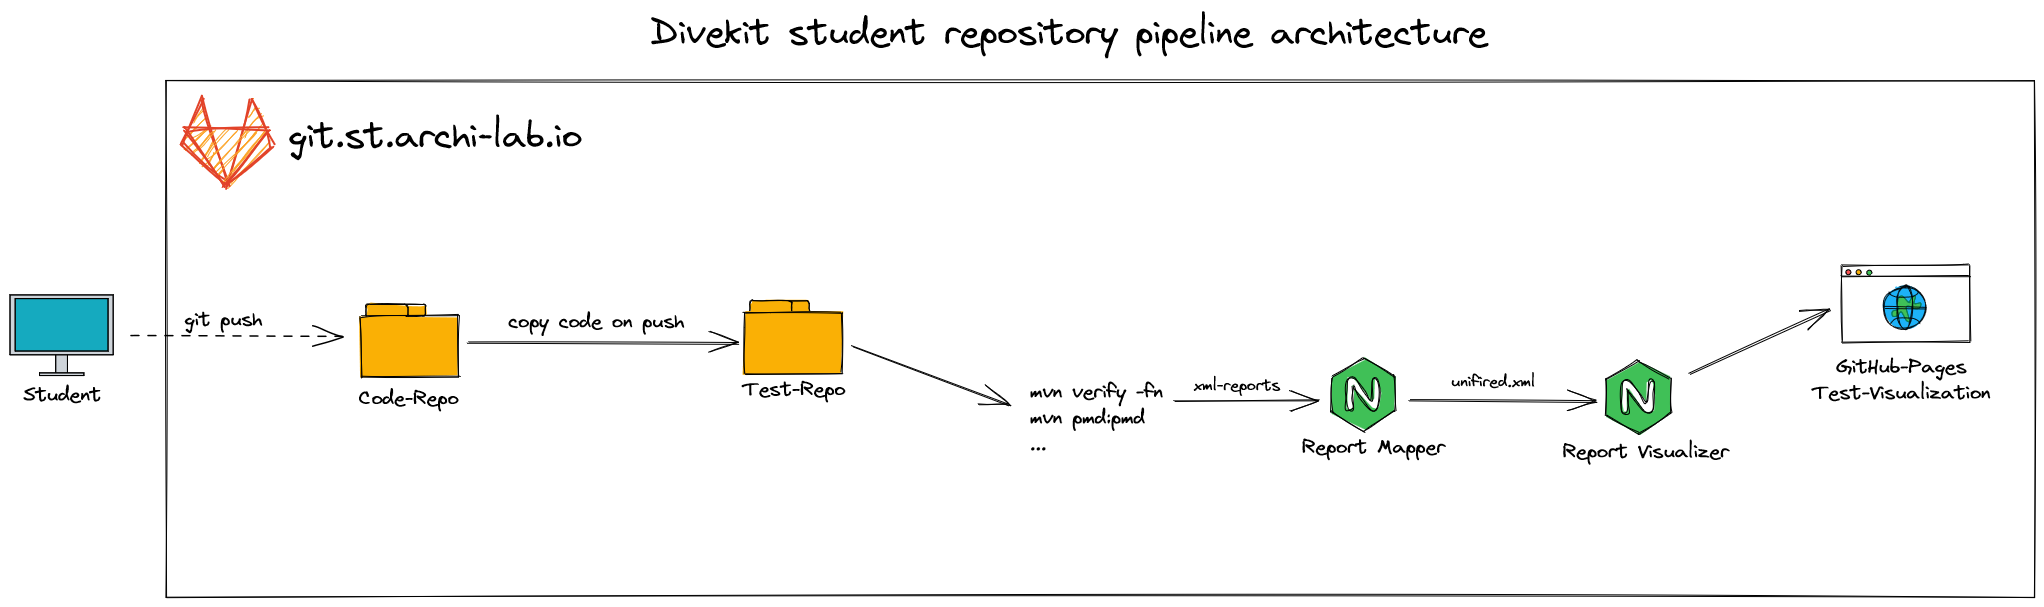 Divekit student repository pipeline architecture
git.st.archi-lab.io
git push
copy code on push
Student
Code-Repo
Test-Repo
mvn verify -fn
mvn pmd:pmd
...
xml-reports
N
Report Mapper
unifired.xml
N
Report Visualizer
GitHub-Pages
Test-Visualization